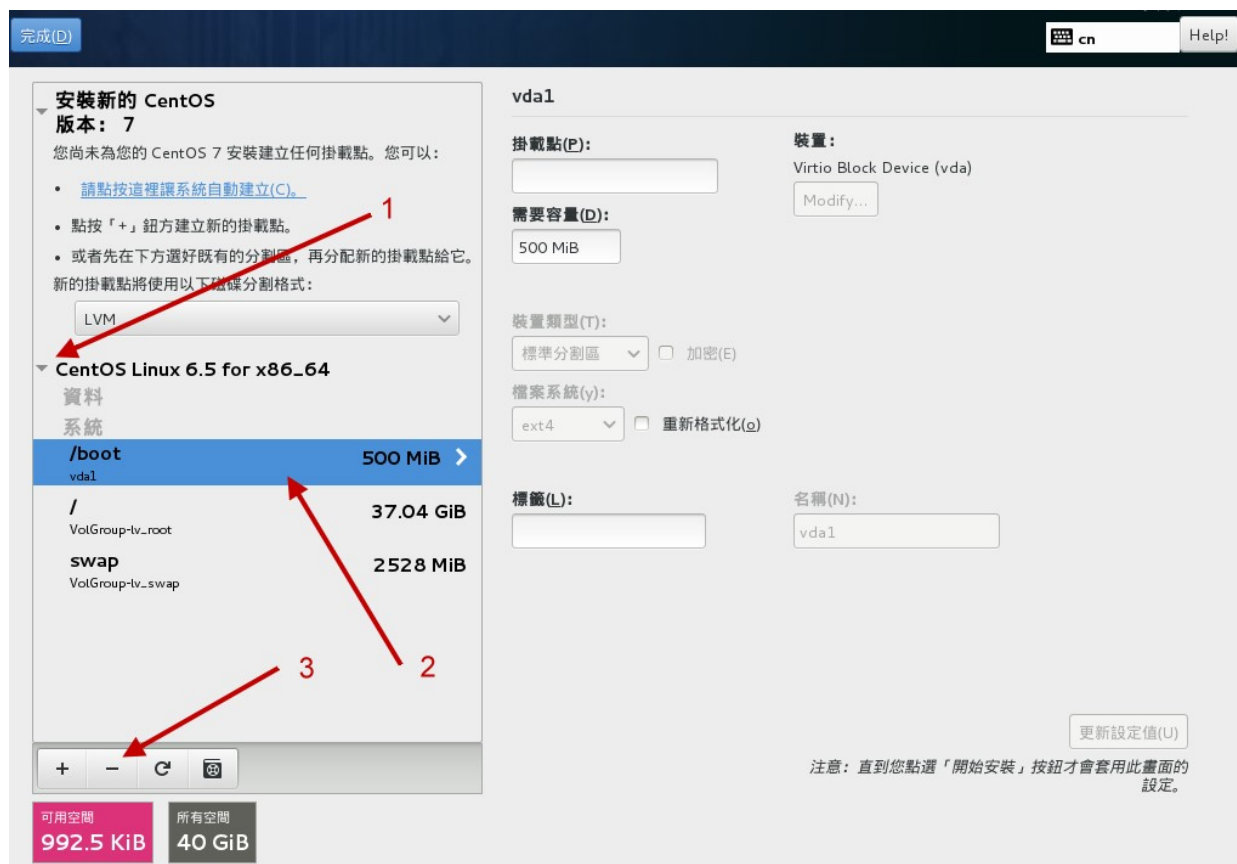 完成(D)
cn
Help!
安裝新的 CentOS
版本： 7
您尚未為您的 CentOS 7 安裝建立任何掛載點。您可以：
• 請點按這裡讓系統自動建立(C)。
• 點按「+」鈕方建立新的掛載點。
• 或者先在下方選好既有的分割區，再分配新的掛載點給它。
新的掛載點將使用以下磁碟分割格式：
LVM
1
CentOS Linux 6.5 for x86_64
資料
系統
/boot 500 MiB
vda1
/ 37.04 GiB
VolGroup-lv_root
swap 2528 MiB
VolGroup-lv_swap
3
2
+ −
可用空間
992.5 KiB
所有空間
40 GiB
vda1
掛載點(P)：
裝置：
Virtio Block Device (vda)
Modify...
需要容量(D)：
500 MiB
裝置類型(T)：
標準分割區
加密(E)
檔案系統(y)：
ext4
重新格式化(o)
標籤(L)：
名稱(N)：
vda1
更新設定值(U)
注意：直到您點選「開始安裝」按鈕才會套用此畫面的
設定。